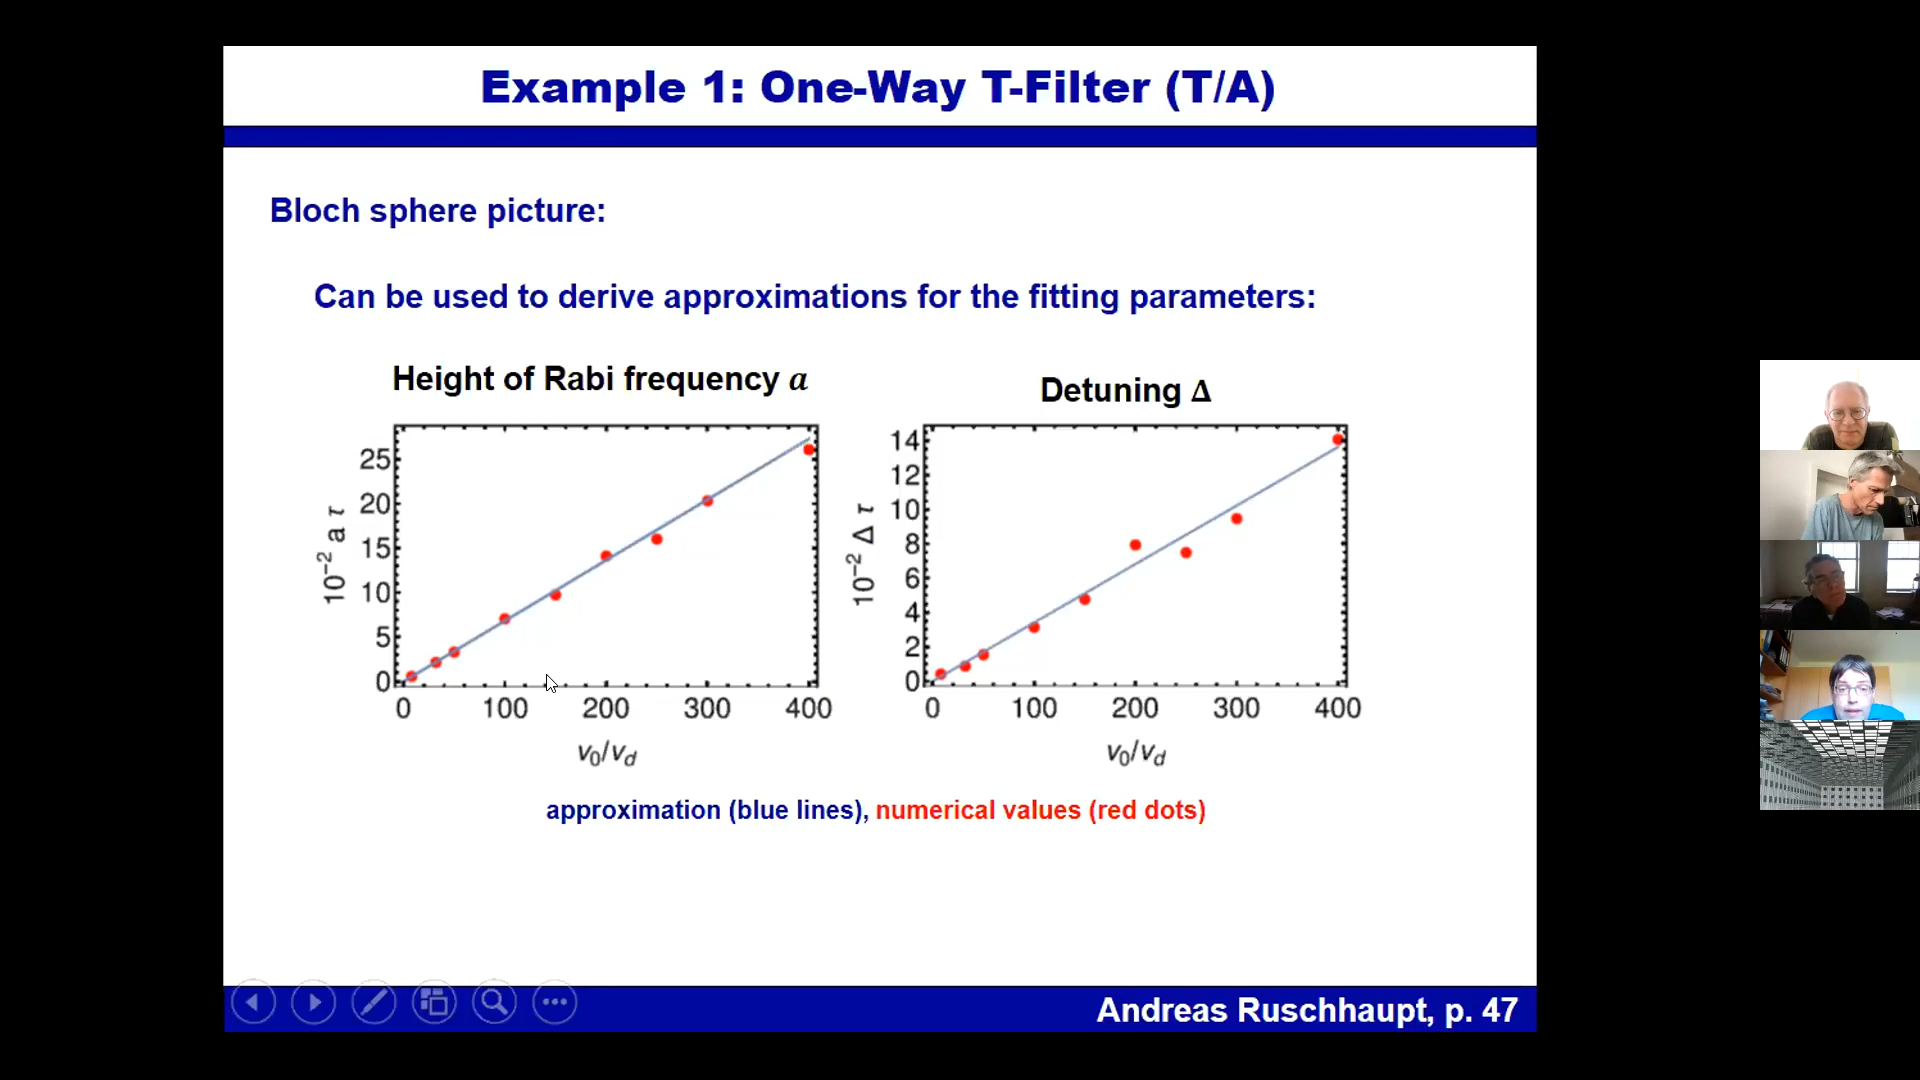 Example 1: One-Way T-Filter (T/A)
Bloch sphere picture:
Can be used to derive approximations for the fitting parameters:
Height of Rabi frequency a
25
20
15
10
5
0
10⁻² a τ
0 100 200 300 400
v₀/v_d
Detuning Δ
14
12
10
8
6
4
2
0
10⁻² Δ τ
0 100 200 300 400
v₀/v_d
approximation (blue lines), numerical values (red dots)
Andreas Ruschhaupt, p. 47